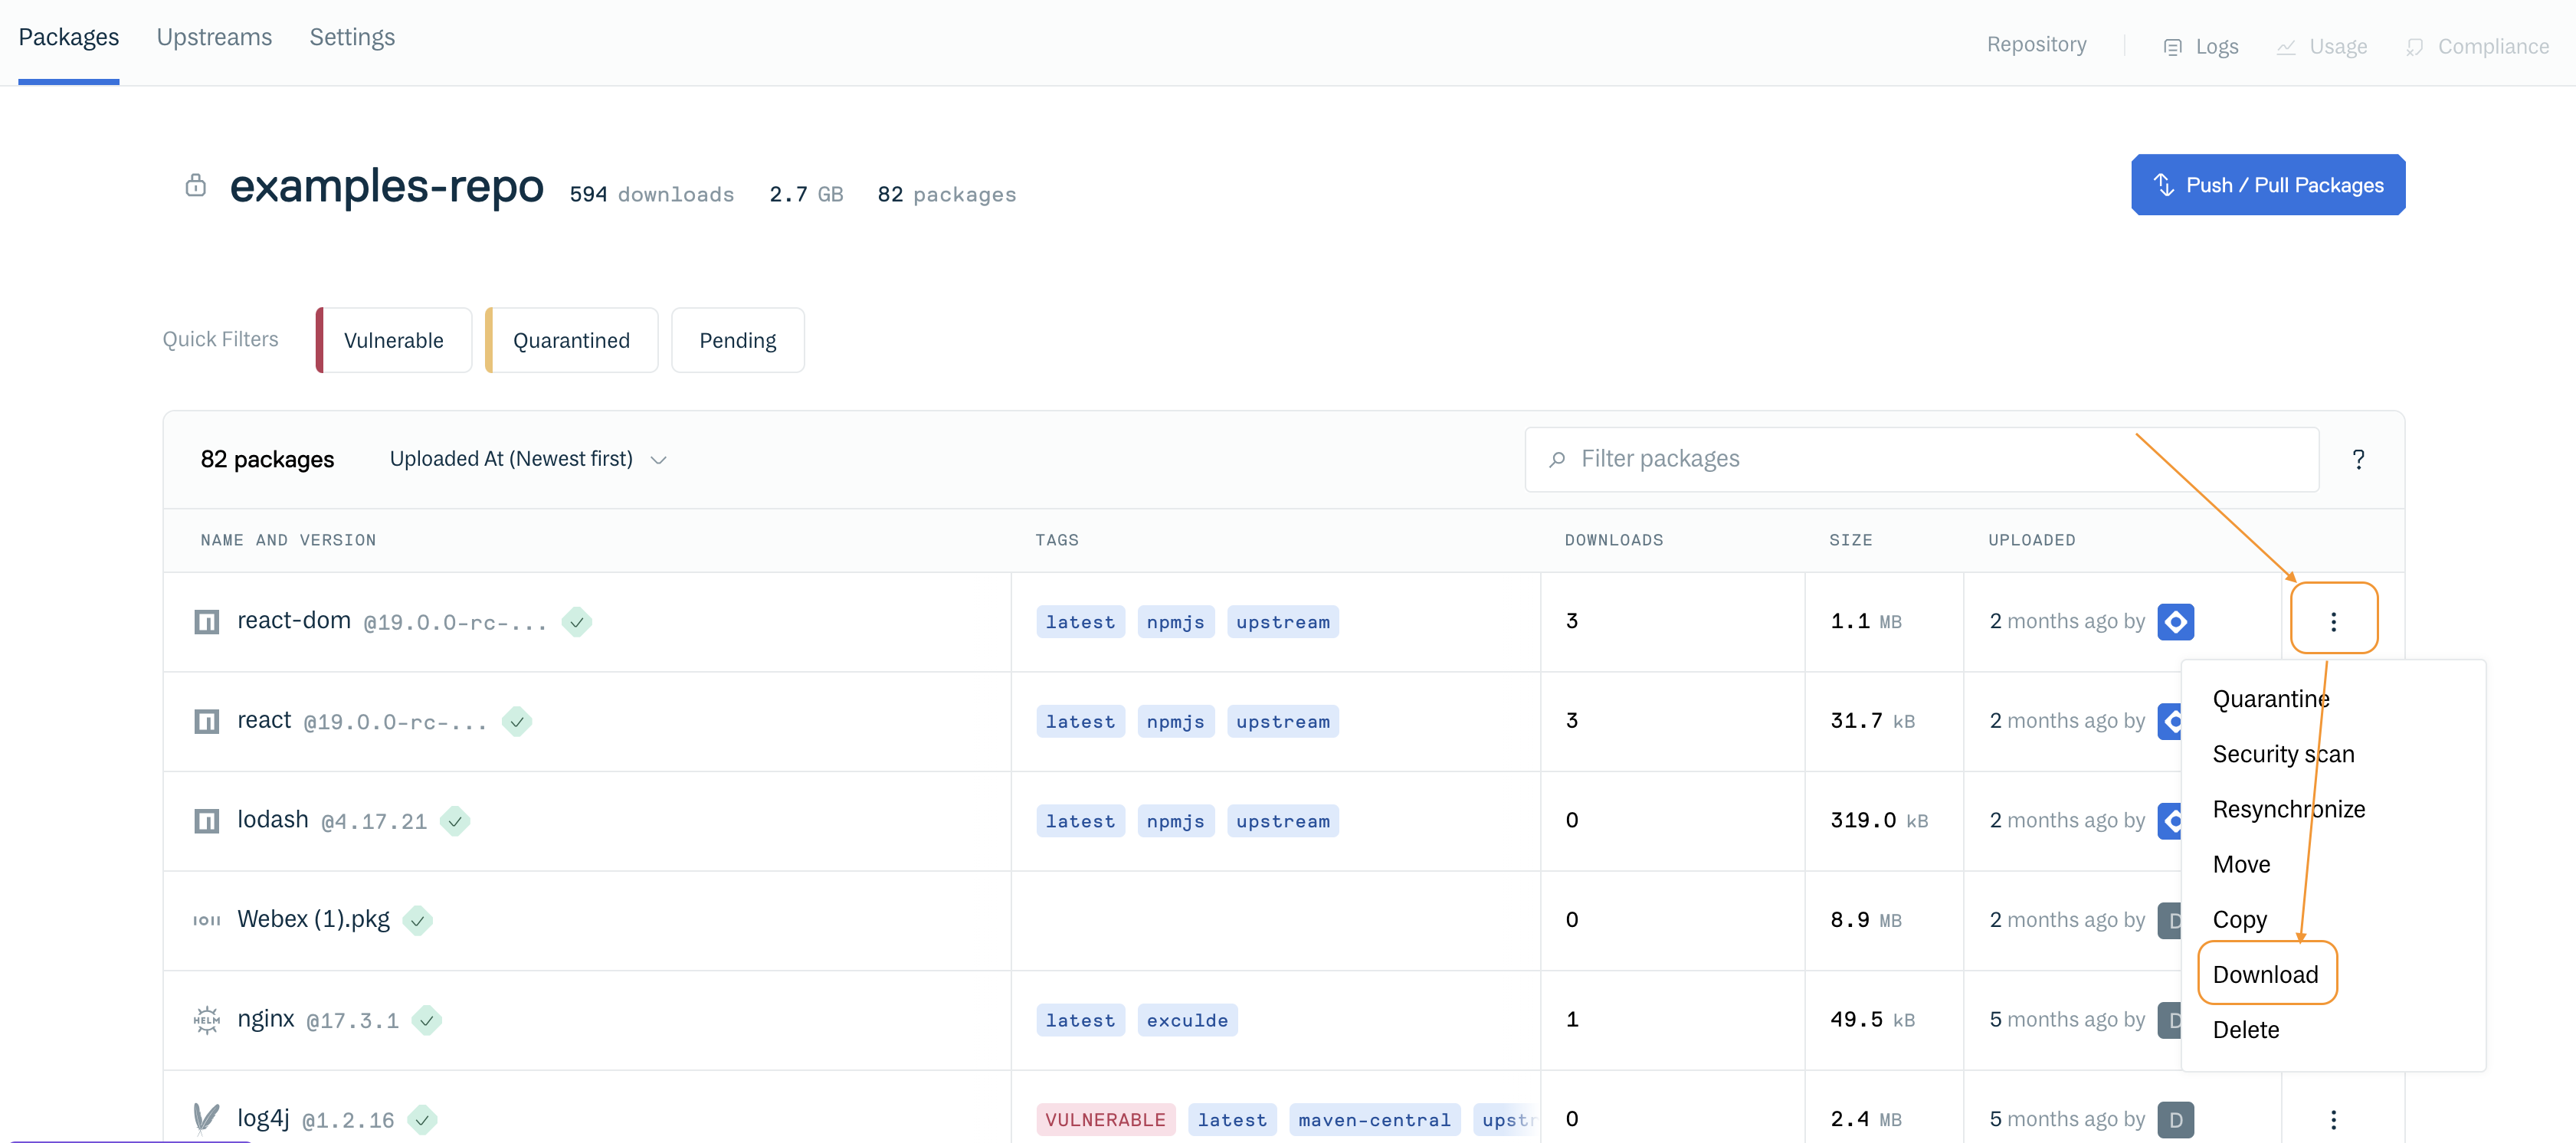 Packages Upstreams Settings Repository Logs Usage Compliance
examples-repo 594 downloads 2.7 GB 82 packages Push / Pull Packages
Quick Filters Vulnerable Quarantined Pending
82 packages Uploaded At (Newest first) Filter packages ?
NAME AND VERSION TAGS DOWNLOADS SIZE UPLOADED
react-dom @19.0.0-rc-... latest npmjs upstream 3 1.1 MB 2 months ago by
react @19.0.0-rc-... latest npmjs upstream 3 31.7 kB 2 months ago by
lodash @4.17.21 latest npmjs upstream 0 319.0 kB 2 months ago by
1011 Webex (1).pkg 0 8.9 MB 2 months ago by D
HELM nginx @17.3.1 latest exculde 1 49.5 kB 5 months ago by D
log4j @1.2.16 VULNERABLE latest maven-central upstr 0 2.4 MB 5 months ago by D
Quarantine
Security scan
Resynchronize
Move
Copy
Download
Delete